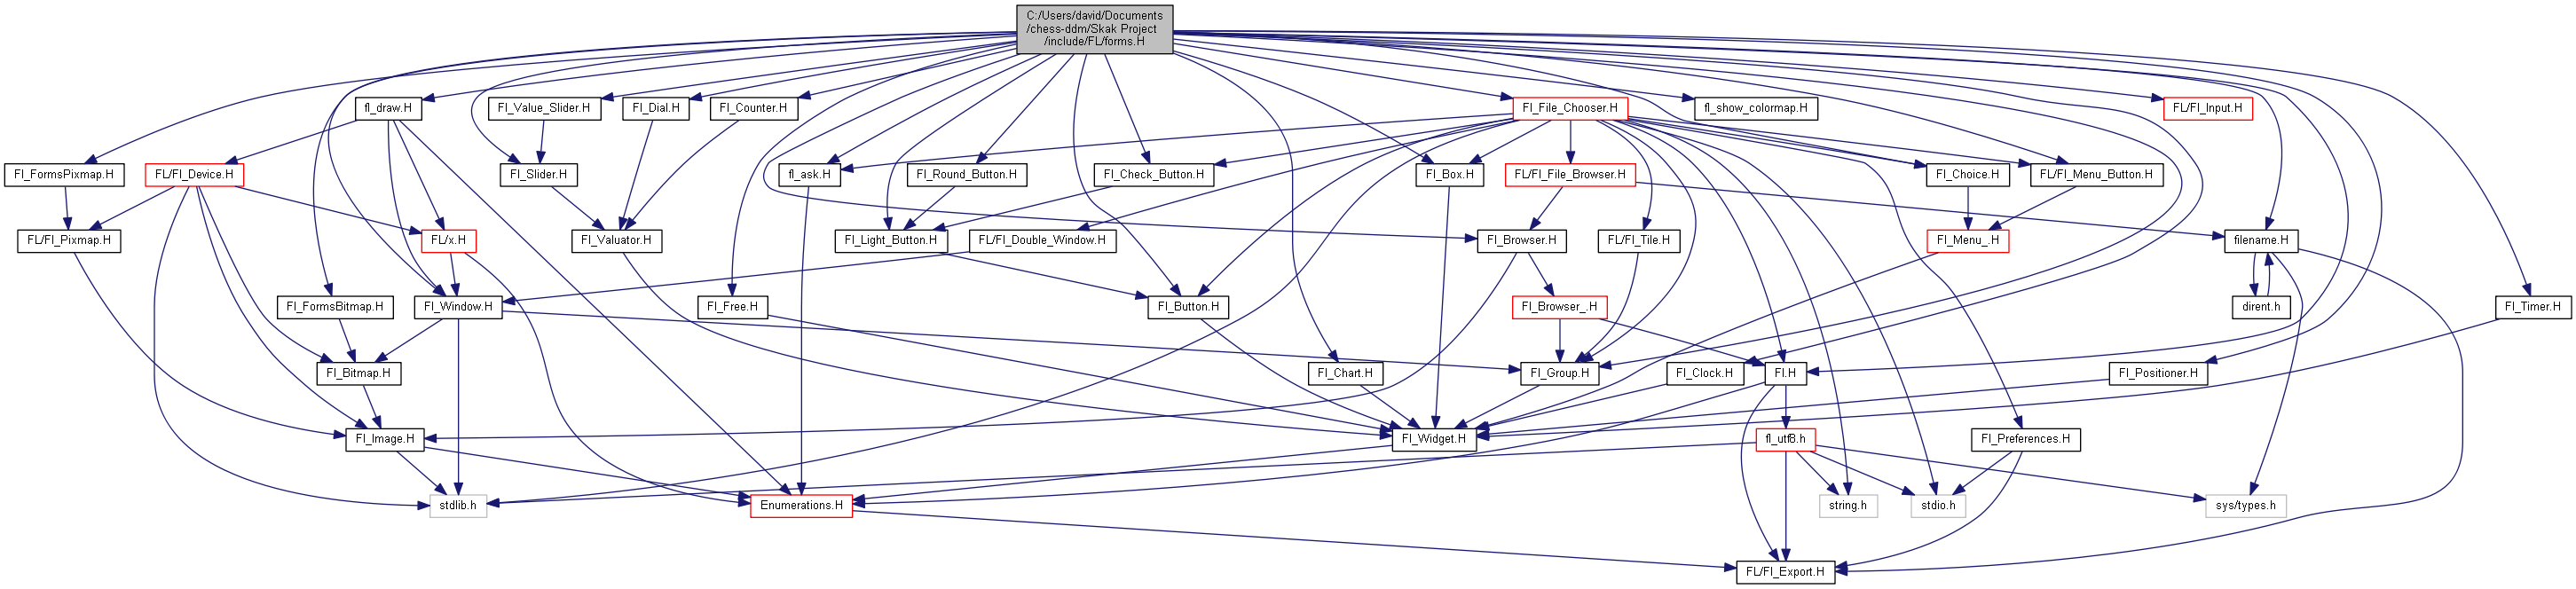 C:/Users/david/Documents
/chess-ddm/Skak Project
/include/FL/forms.H
fl_draw.H
Fl_Value_Slider.H
Fl_Dial.H
Fl_Counter.H
Fl_File_Chooser.H
fl_show_colormap.H
FL/Fl_Input.H
Fl_FormsPixmap.H
FL/Fl_Device.H
Fl_Slider.H
fl_ask.H
Fl_Round_Button.H
Fl_Check_Button.H
Fl_Box.H
FL/Fl_File_Browser.H
Fl_Choice.H
FL/Fl_Menu_Button.H
FL/Fl_Pixmap.H
FL/x.H
Fl_Valuator.H
Fl_Light_Button.H
FL/Fl_Double_Window.H
Fl_Browser.H
FL/Fl_Tile.H
Fl_Menu_.H
filename.H
Fl_FormsBitmap.H
Fl_Window.H
Fl_Free.H
Fl_Button.H
Fl_Browser_.H
dirent.h
Fl_Timer.H
Fl_Bitmap.H
Fl_Chart.H
Fl_Group.H
Fl_Clock.H
Fl.H
Fl_Positioner.H
Fl_Image.H
Fl_Widget.H
fl_utf8.h
Fl_Preferences.H
stdlib.h
Enumerations.H
string.h
stdio.h
sys/types.h
FL/Fl_Export.H